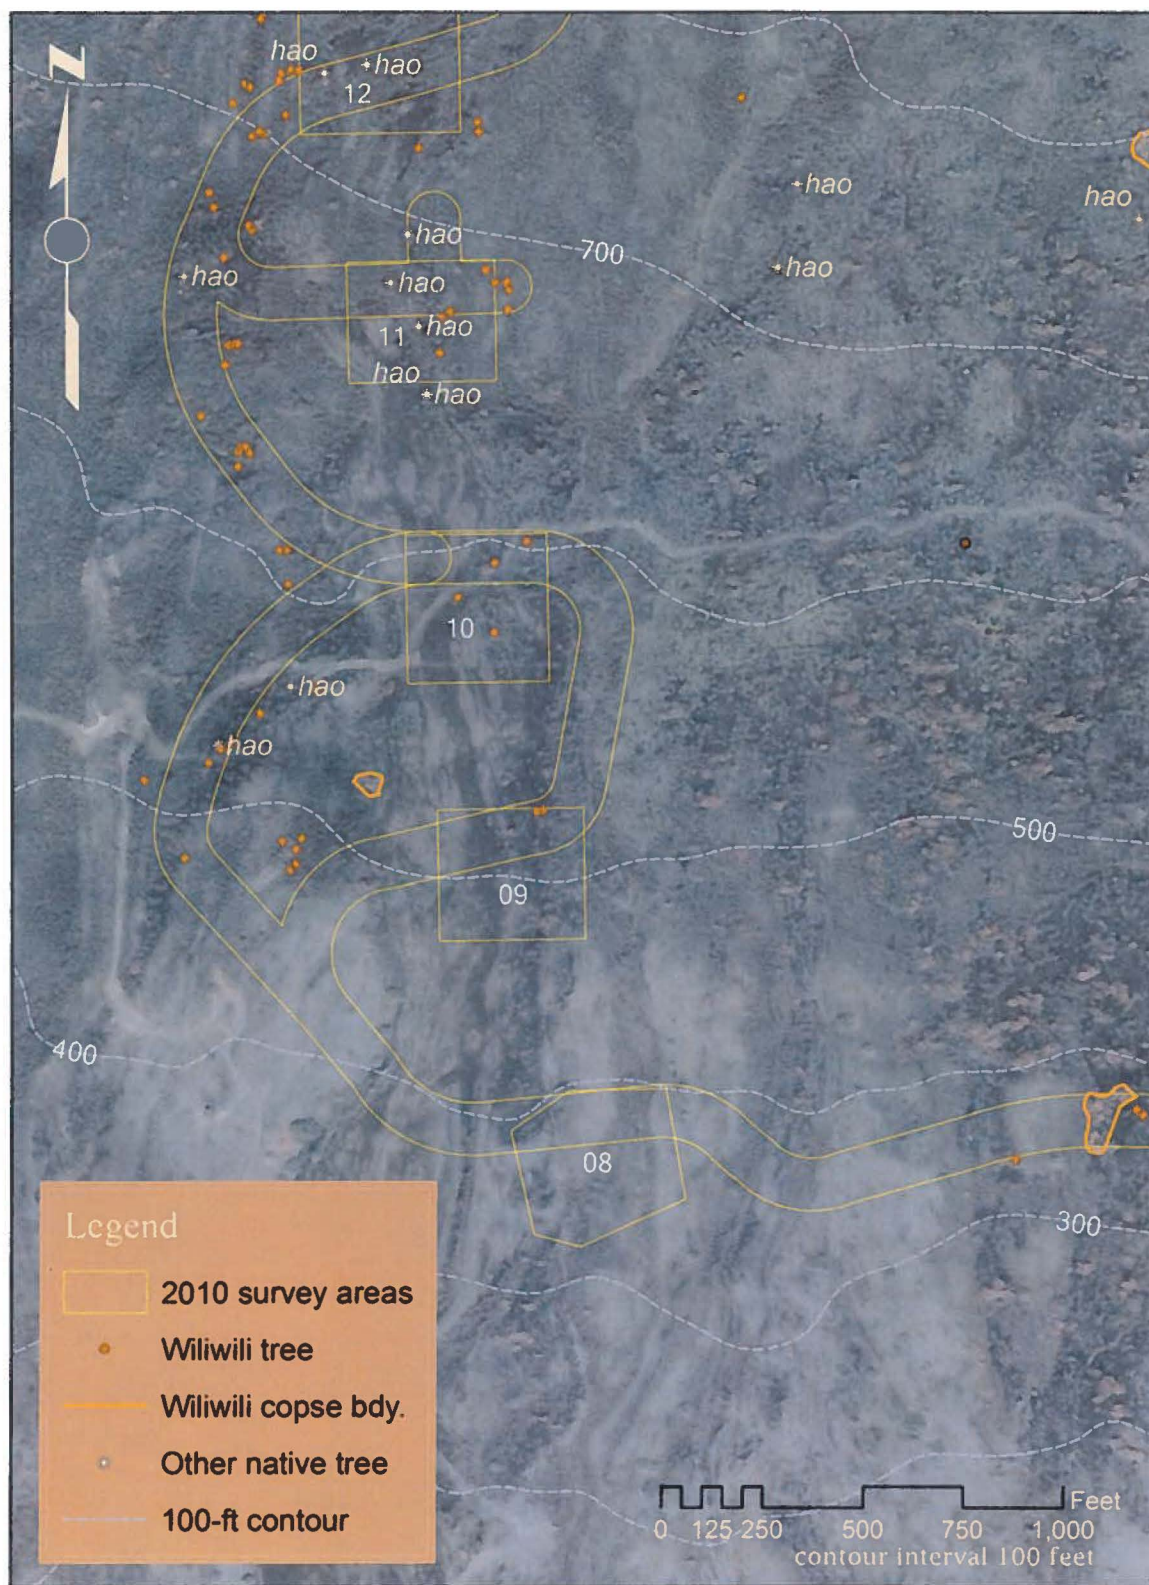 hao
hao
12
N
hao
hao
hao
700
hao
hao
hao
hao
11
hao
hao
hao
10
hao
hao
500
09
400
08
300
Legend
2010 survey areas
Wiliwili tree
Wiliwili copse bdy.
Other native tree
100-ft contour
Feet
0 125 250 500 750 1,000
contour interval 100 feet